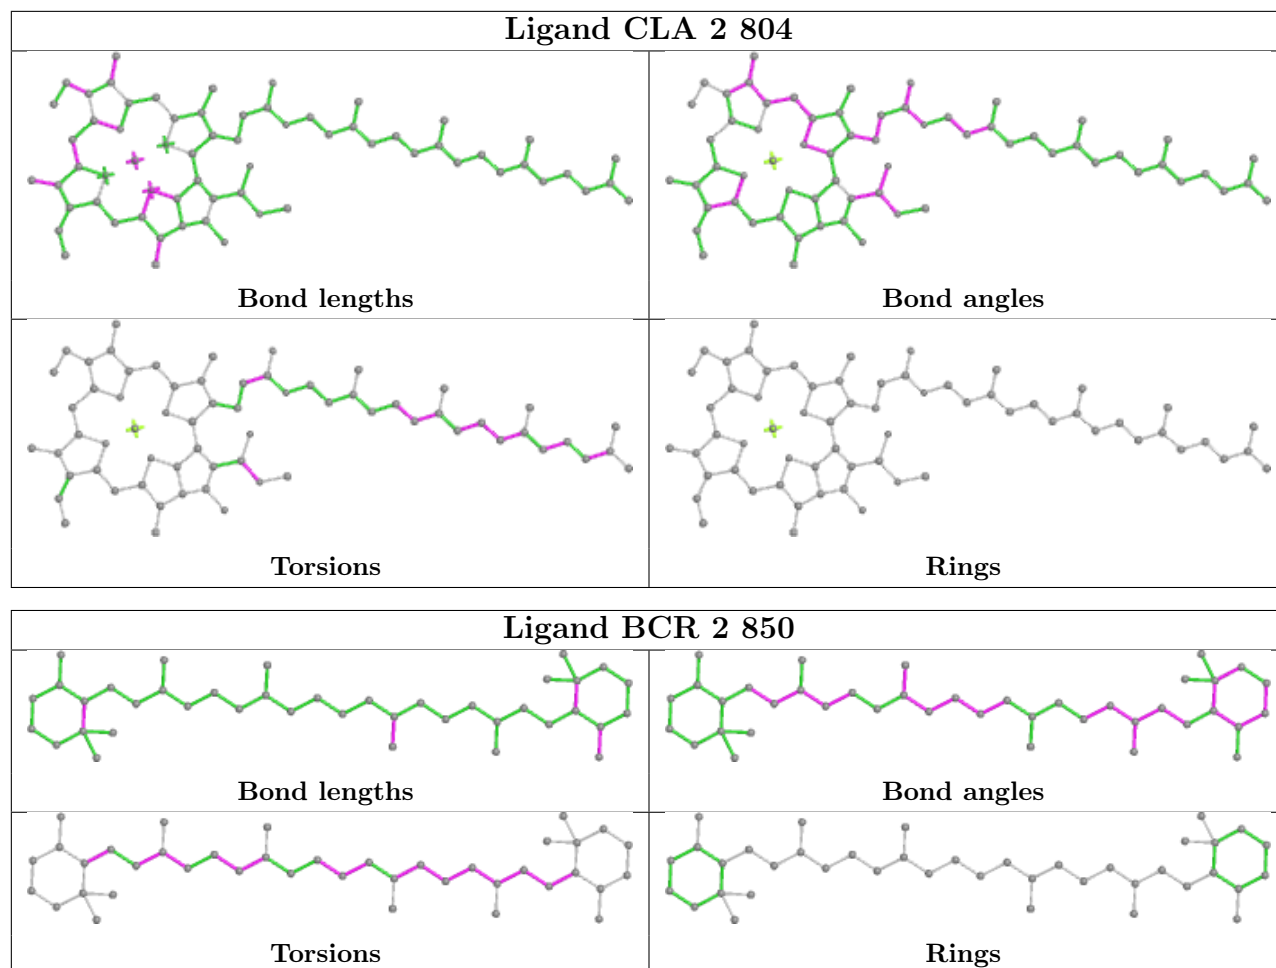 Ligand CLA 2 804
Bond lengths
Bond angles
Torsions
Rings
Ligand BCR 2 850
Bond lengths
Bond angles
Torsions
Rings